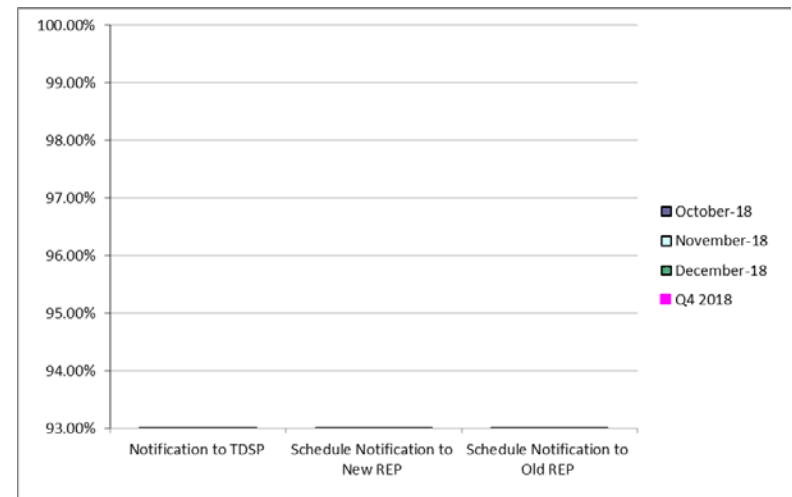 100.00%
99.00%
98.00%
97.00%
96.00%
95.00%
94.00%
93.00%
Notification to TDSP
Schedule Notification to
New REP
Schedule Notification to
Old REP
October-18
November-18
December-18
Q4 2018